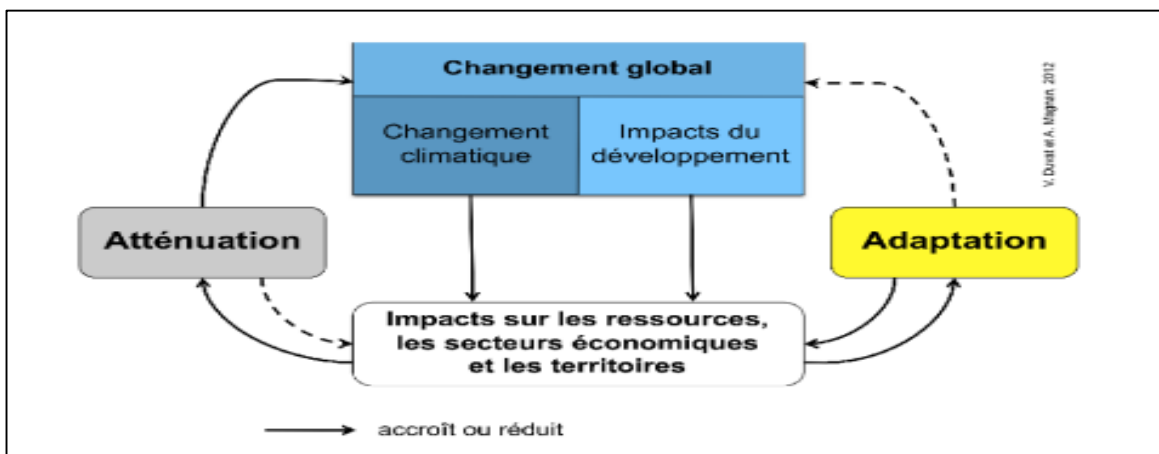 Changement global
Changement
climatique
Impacts du
développement
V. Duvat et A. Magnan, 2012
Atténuation
Adaptation
Impacts sur les ressources,
les secteurs économiques
et les territoires
accroît ou réduit